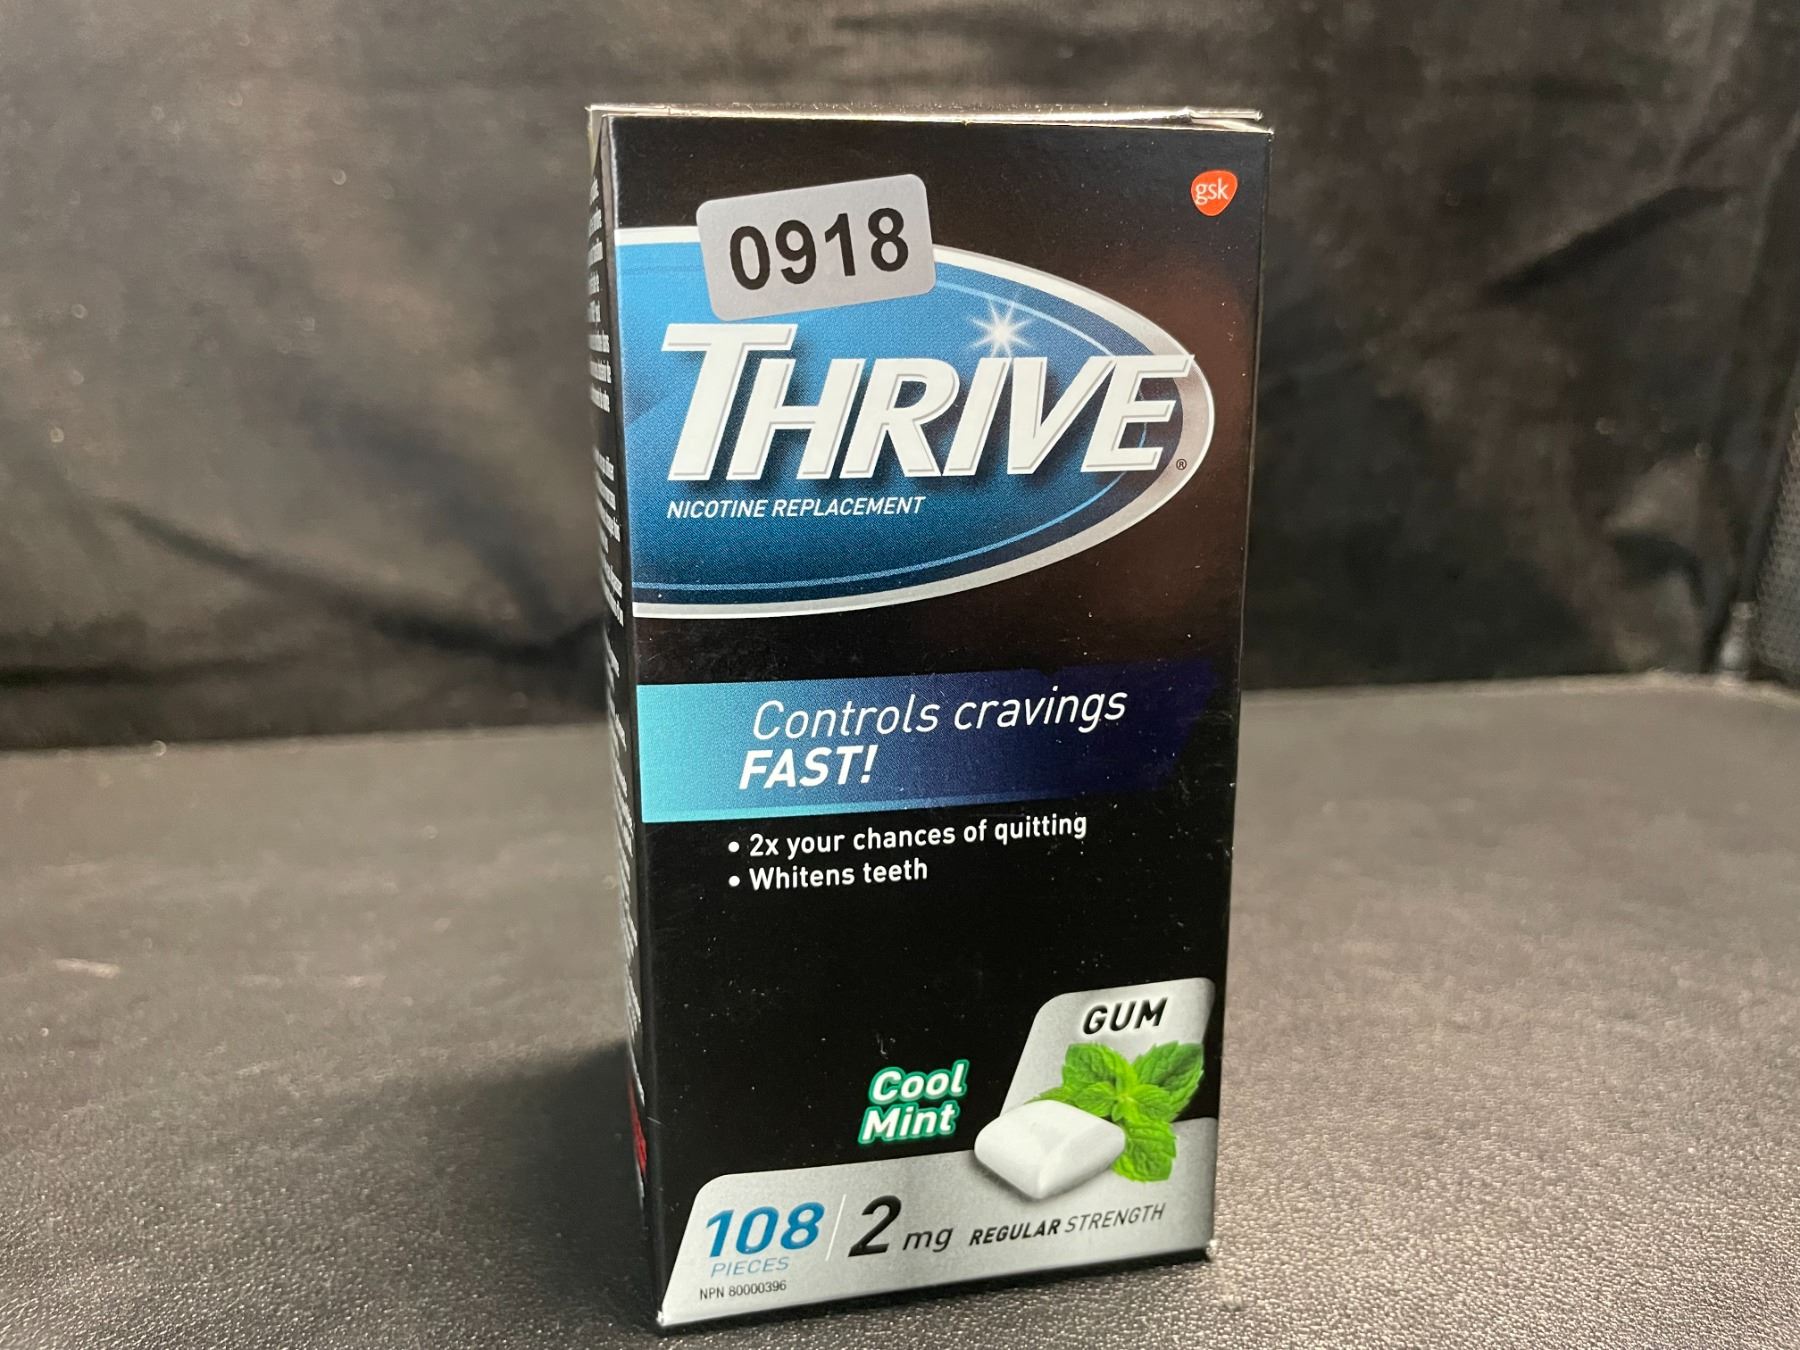 gsk
0918
THRIVE®
NICOTINE REPLACEMENT
Controls cravings
FAST!
• 2x your chances of quitting
• Whitens teeth
GUM
Cool
Mint
108
PIECES
2 mg REGULAR STRENGTH
NPN 80000396